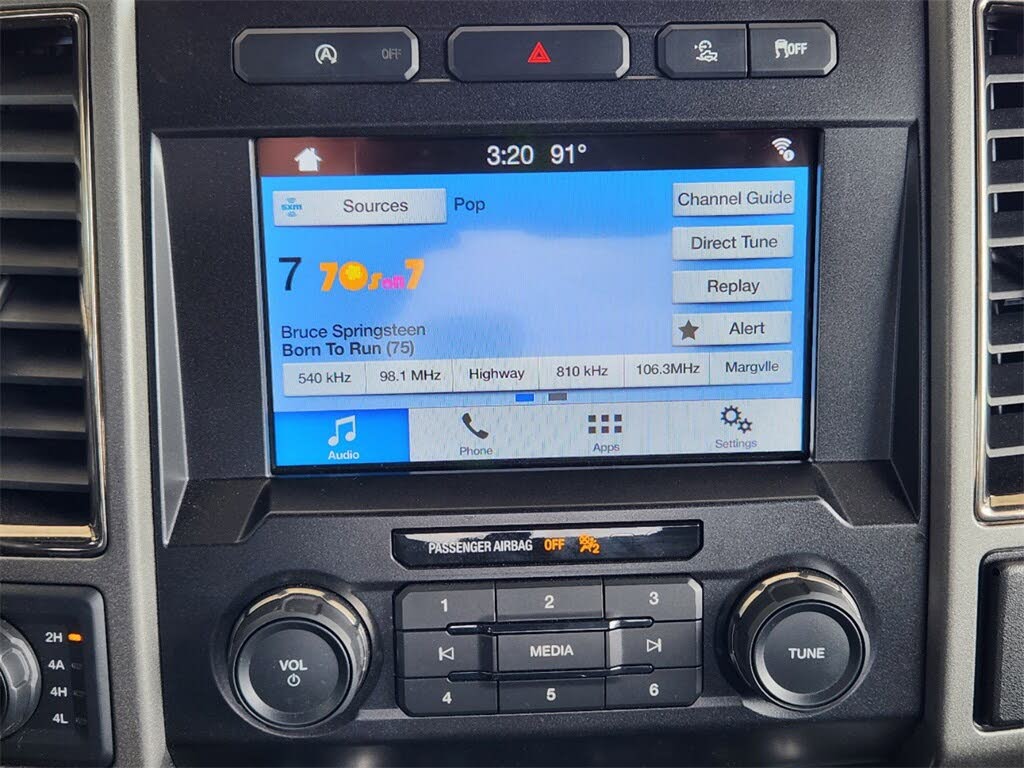 A OFF
OFF
3:20 91°
sxm Sources Pop
Channel Guide
Direct Tune
7 70s on 7
Replay
Bruce Springsteen
Alert
Born To Run (75)
540 kHz 98.1 MHz Highway 810 kHz 106.3MHz Margvlle
Audio Phone Apps Settings
PASSENGER AIRBAG OFF 2
1 2 3
MEDIA
4 5 6
VOL
TUNE
2H
4A
4H
4L